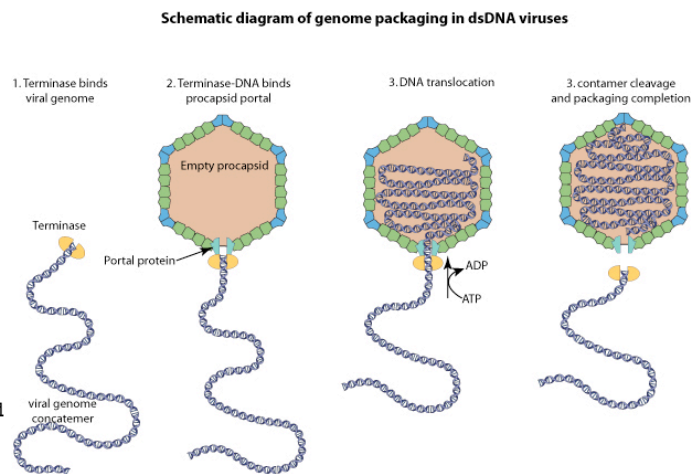 Schematic diagram of genome packaging in dsDNA viruses
1. Terminase binds
viral genome
2. Terminase-DNA binds
procapsid portal
3. DNA translocation
3. contamer cleavage
and packaging completion
Empty procapsid
Terminase
Portal protein
ADP
ATP
viral genome
concatemer
1